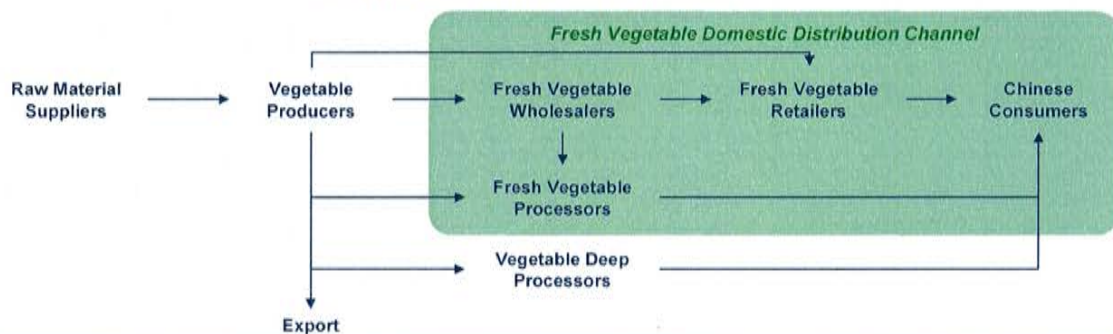 Fresh Vegetable Domestic Distribution Channel
Raw Material
Suppliers
Vegetable
Producers
Fresh Vegetable
Wholesalers
Fresh Vegetable
Retailers
Chinese
Consumers
Fresh Vegetable
Processors
Vegetable Deep
Processors
Export